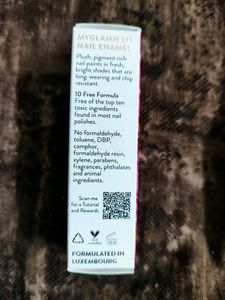 MYGLAMM LIT
NAIL ENAMEL
Plush, pigment rich
nail paints in fresh,
bright shades that are
long-wearing and chip
resistant.
10 Free Formula
Free of the top ten
toxic ingredients
found in most nail
polishes.
No formaldehyde,
toluene, DBP,
camphor,
formaldehyde resin,
xylene, parabens,
fragrances, phthalates
and animal
ingredients.
Scan me
for a Tutorial
and Rewards
FORMULATED IN
LUXEMBOURG